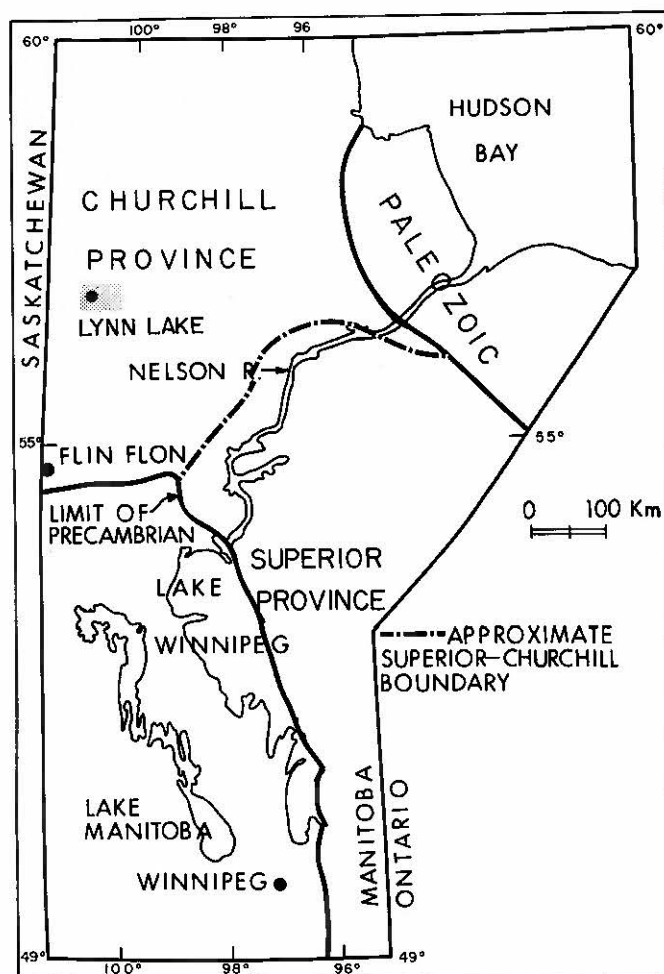 100° 98° 96
60° 60°
HUDSON
BAY
SASKATCHEWAN
CHURCHILL
PROVINCE
PALEOZOIC
LYNN LAKE
NELSON R.
55° 55°
FLIN FLON
LIMIT OF
PRECAMBRIAN
0 100 Km
SUPERIOR
PROVINCE
LAKE
WINNIPEG
APPROXIMATE
SUPERIOR-CHURCHILL
BOUNDARY
LAKE
MANITOBA
MANITOBA
ONTARIO
WINNIPEG
49° 49°
100° 98° 96°